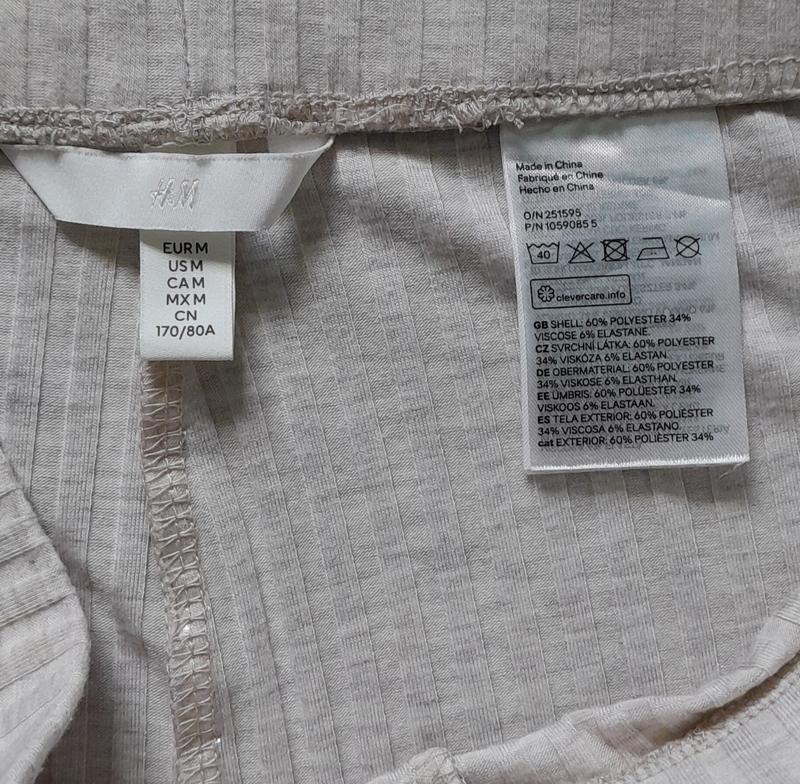 H&M
EUR M
US M
CA M
MX M
CN
170/80A
Made in China
Fabriqué en Chine
Hecho en China
O/N 251595
P/N 1059085 5
40
clevercare.info
GB SHELL: 60% POLYESTER 34%
VISCOSE 6% ELASTANE.
CZ SVRCHNÍ LÁTKA: 60% POLYESTER
34% VISKÓZA 6% ELASTAN
DE OBERMATERIAL: 60% POLYESTER
34% VISKOSE 6% ELASTHAN.
EE ÜMBRIS: 60% POLÜESTER 34%
VISKOOS 6% ELASTAAN.
ES TELA EXTERIOR: 60% POLIÉSTER
34% VISCOSA 6% ELASTANO.
cat EXTERIOR: 60% POLIÈSTER 34%